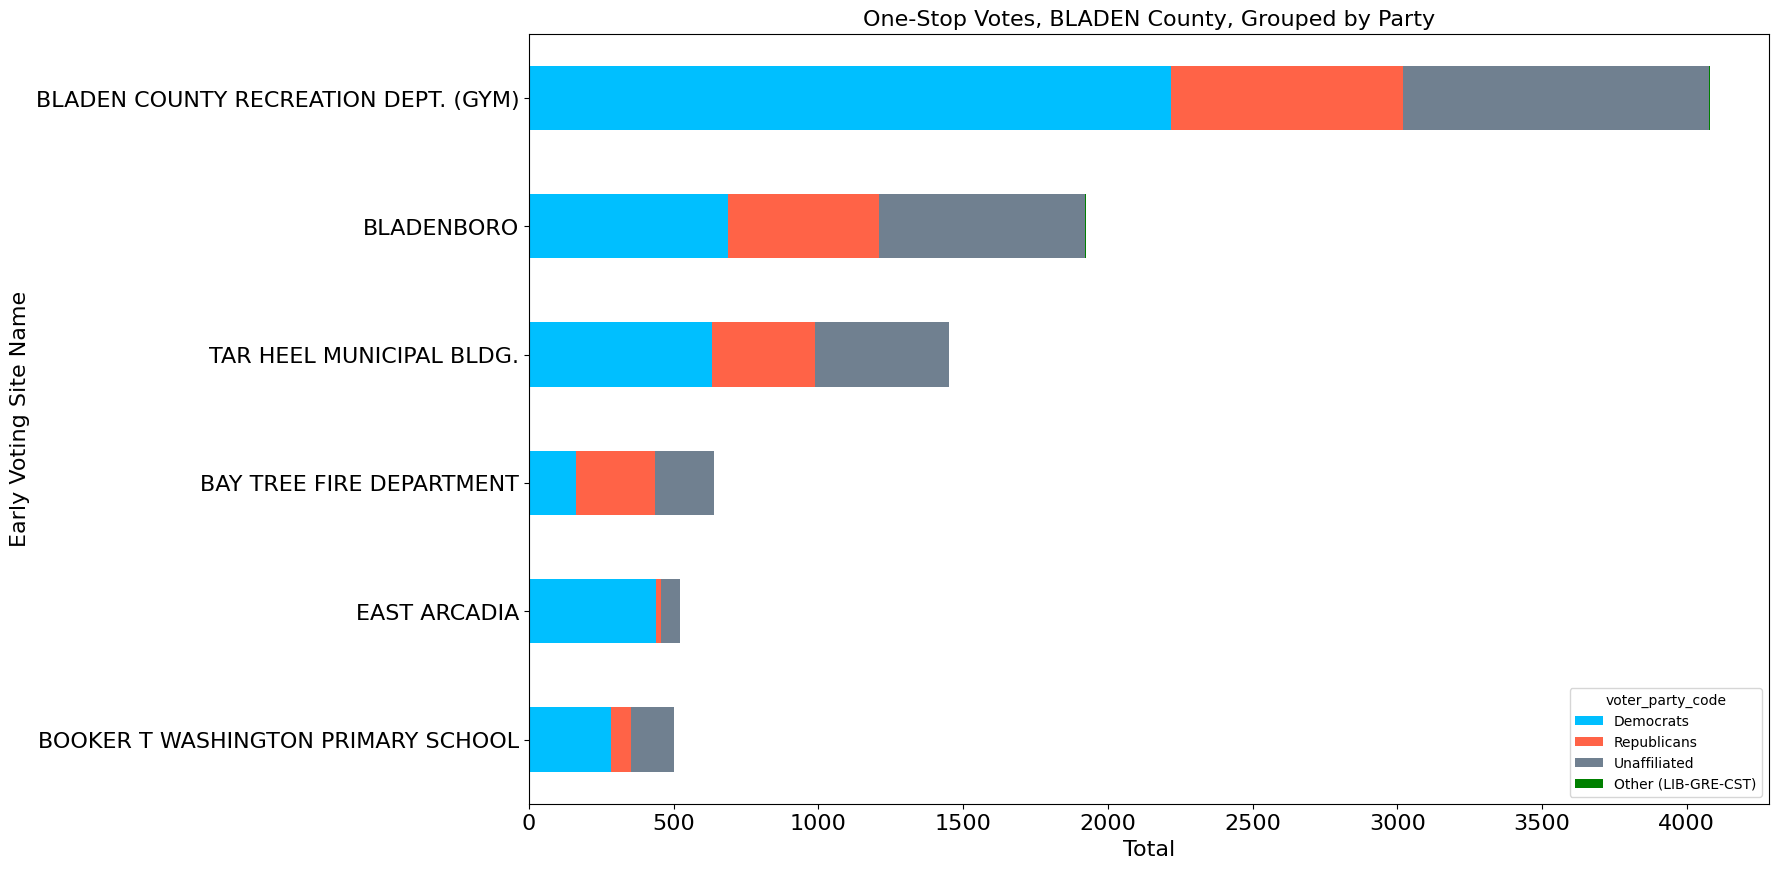 One-Stop Votes, BLADEN County, Grouped by Party
Early Voting Site Name
BLADEN COUNTY RECREATION DEPT. (GYM)
BLADENBORO
TAR HEEL MUNICIPAL BLDG.
BAY TREE FIRE DEPARTMENT
EAST ARCADIA
BOOKER T WASHINGTON PRIMARY SCHOOL
voter_party_code
Democrats
Republicans
Unaffiliated
Other (LIB-GRE-CST)
0 500 1000 1500 2000 2500 3000 3500 4000
Total